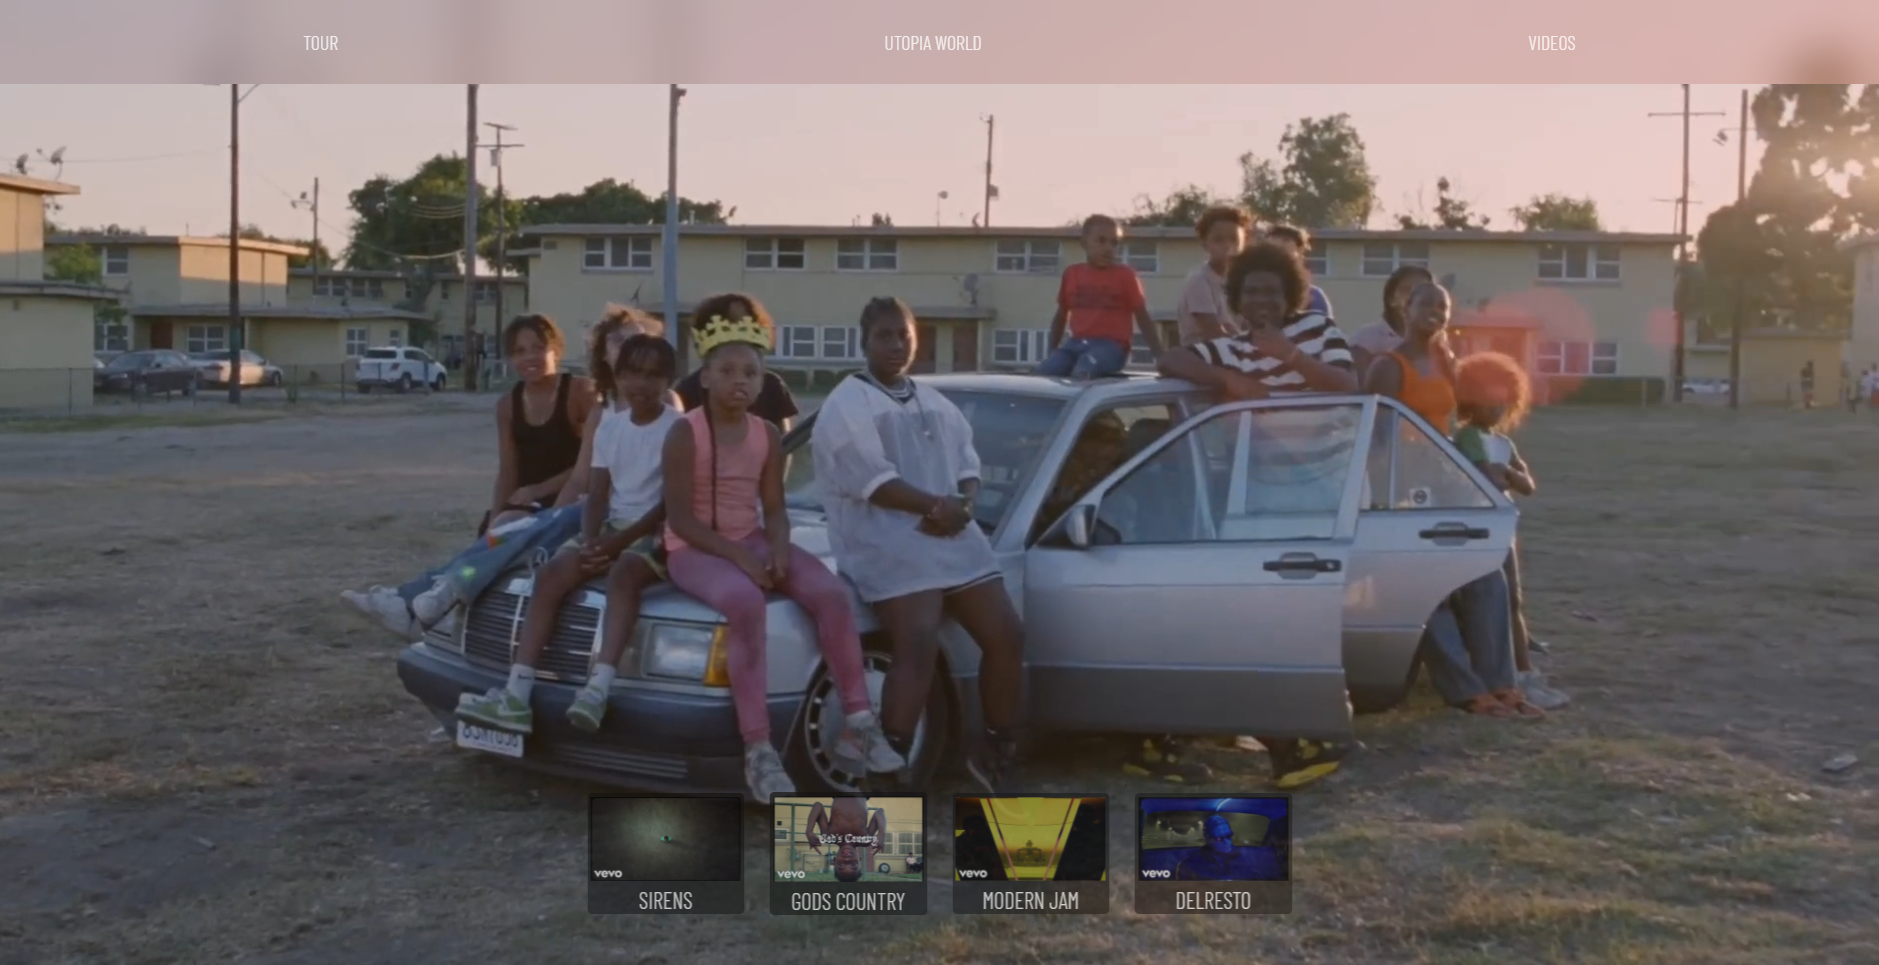 TOUR
UTOPIA WORLD
VIDEOS
vevo
God's Country
vevo
vevo
vevo
SIRENS
GODS COUNTRY
MODERN JAM
DELRESTO